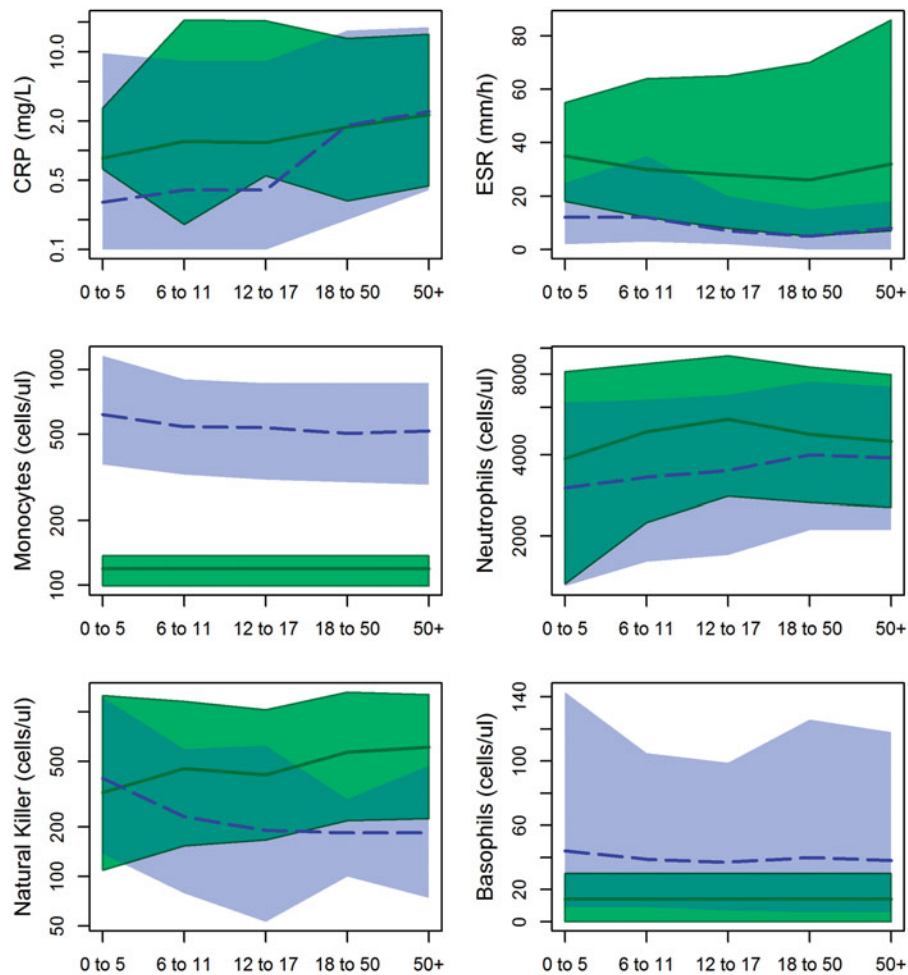 CRP (mg/L)
10.0
2.0
0.5
0.1
0 to 5 6 to 11 12 to 17 18 to 50 50+
ESR (mm/h)
80
60
40
20
0
0 to 5 6 to 11 12 to 17 18 to 50 50+
Monocytes (cells/ul)
1000
500
200
100
0 to 5 6 to 11 12 to 17 18 to 50 50+
Neutrophils (cells/ul)
8000
4000
2000
0 to 5 6 to 11 12 to 17 18 to 50 50+
Natural Killer (cells/ul)
500
200
100
50
0 to 5 6 to 11 12 to 17 18 to 50 50+
Basophils (cells/ul)
140
100
60
20
0
0 to 5 6 to 11 12 to 17 18 to 50 50+